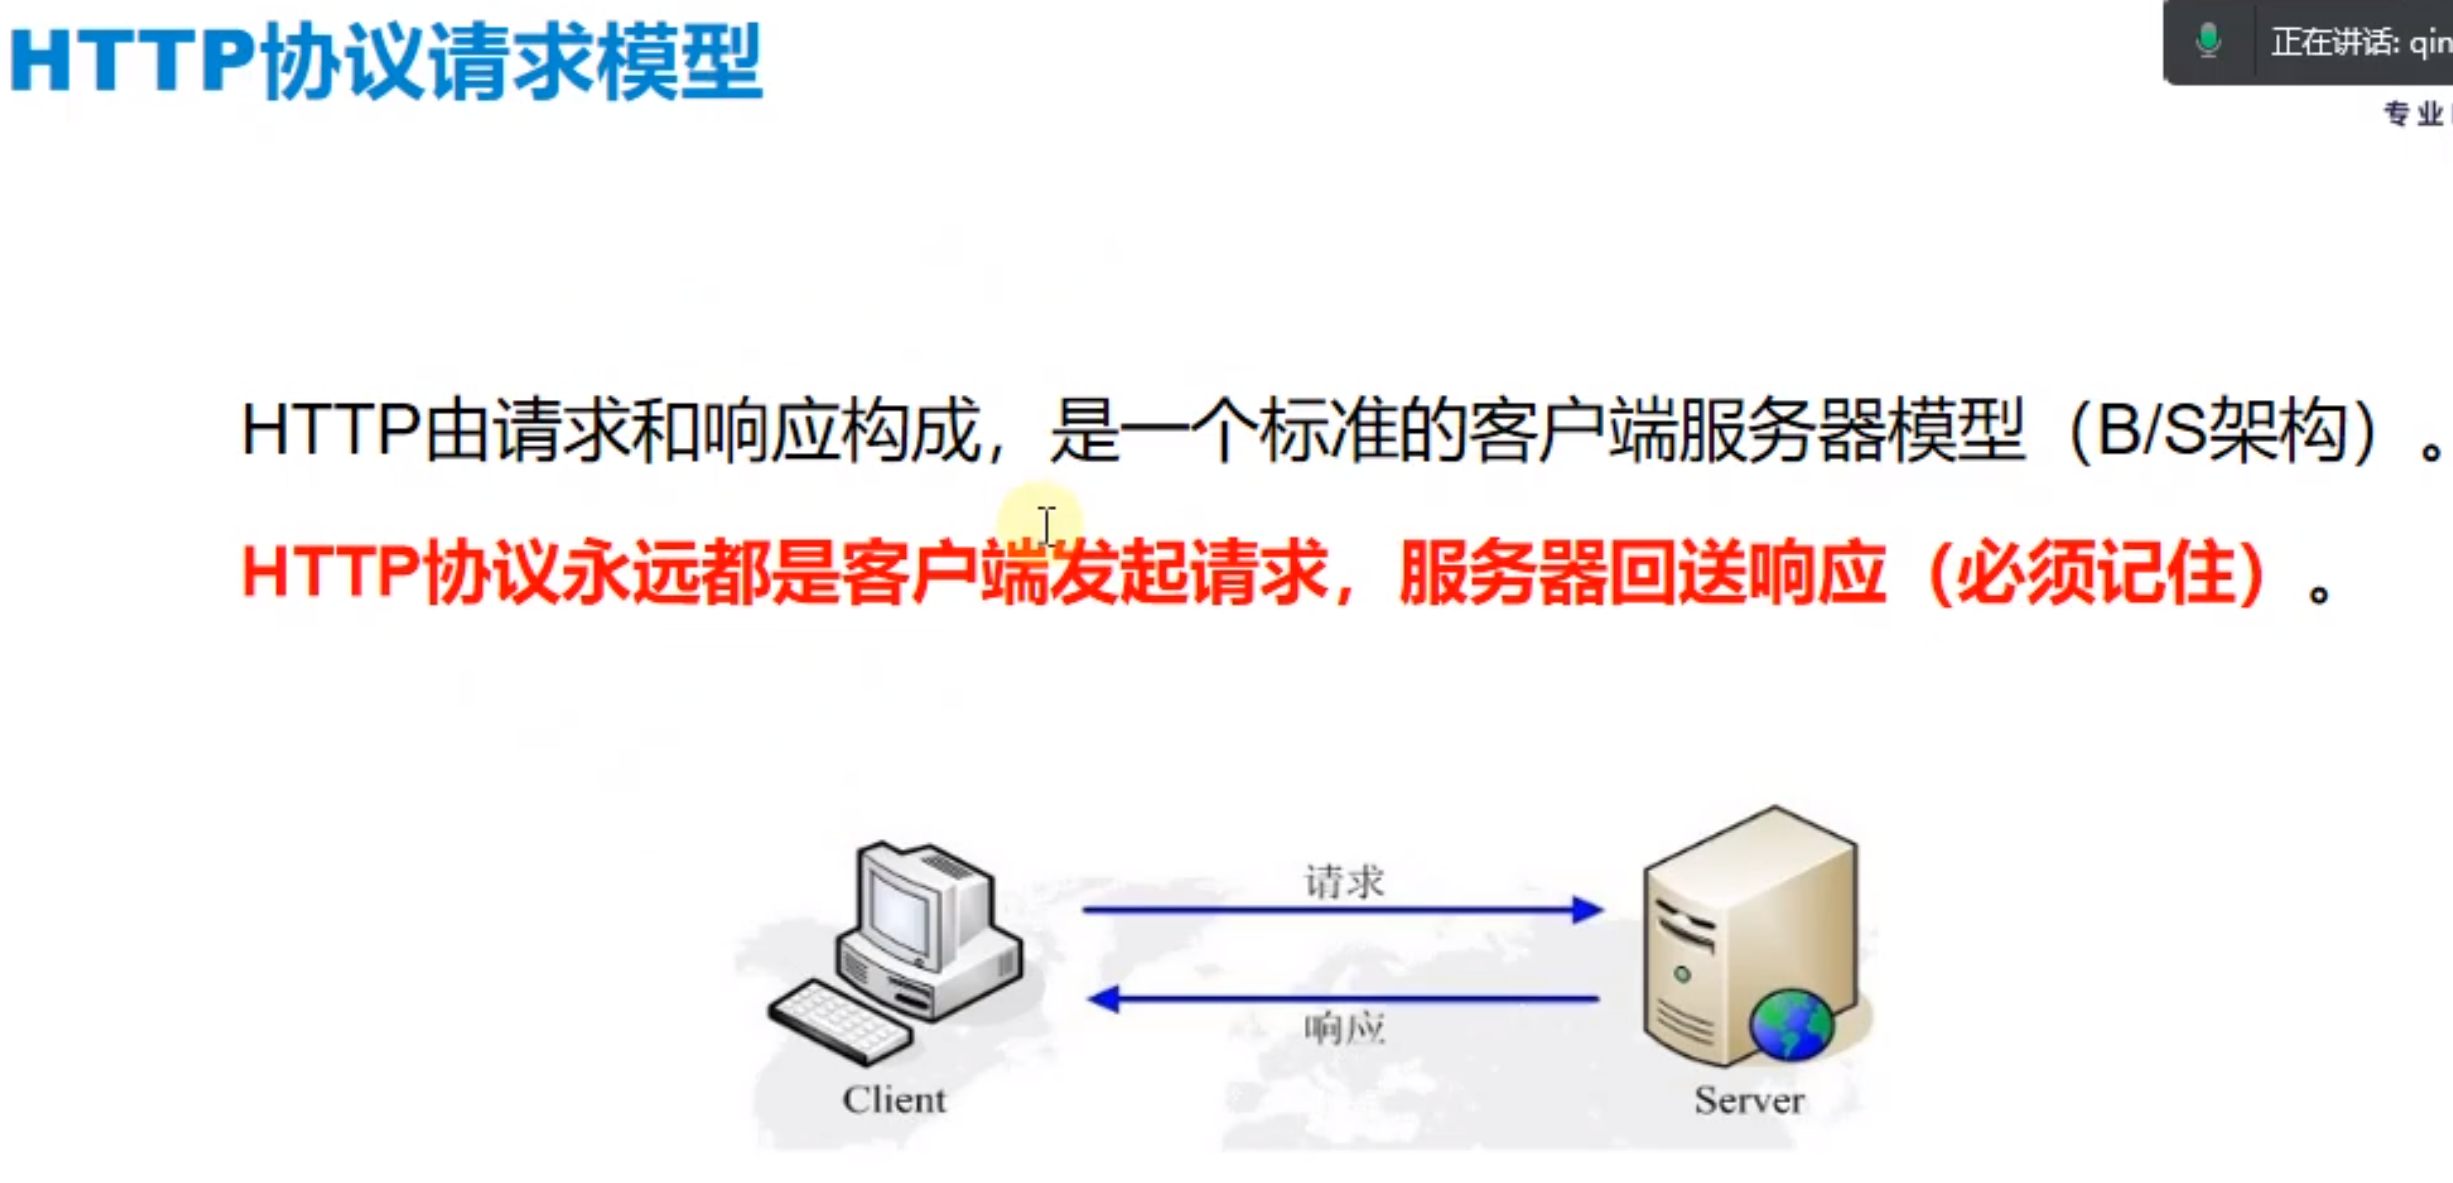 HTTP协议请求模型
正在讲话: qin
专业
HTTP由请求和响应构成，是一个标准的客户端服务器模型（B/S架构）。
HTTP协议永远都是客户端发起请求，服务器回送响应（必须记住）。
请求
响应
Client
Server